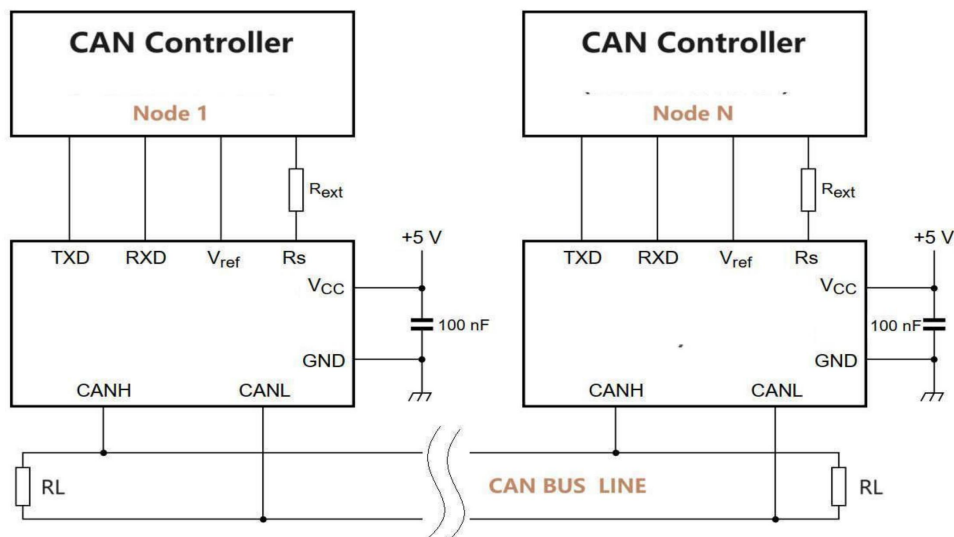 CAN Controller
Node 1
CAN Controller
Node N
Rext
Rext
+5 V
+5 V
TXD RXD Vref Rs
TXD RXD Vref Rs
VCC
VCC
100 nF
100 nF
GND
GND
CANH CANL
CANH CANL
RL
CAN BUS LINE
RL